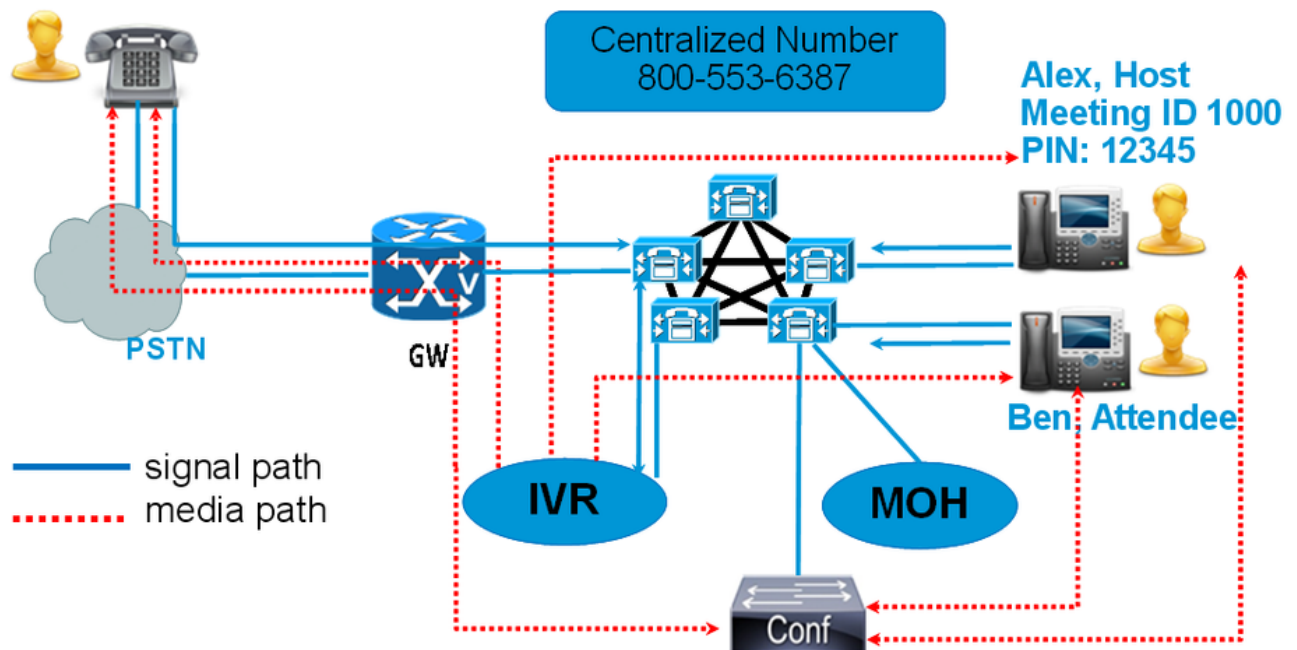 Centralized Number
800-553-6387
Alex, Host
Meeting ID 1000
PIN: 12345
V
PSTN
GW
Ben, Attendee
signal path
media path
IVR
MOH
Conf